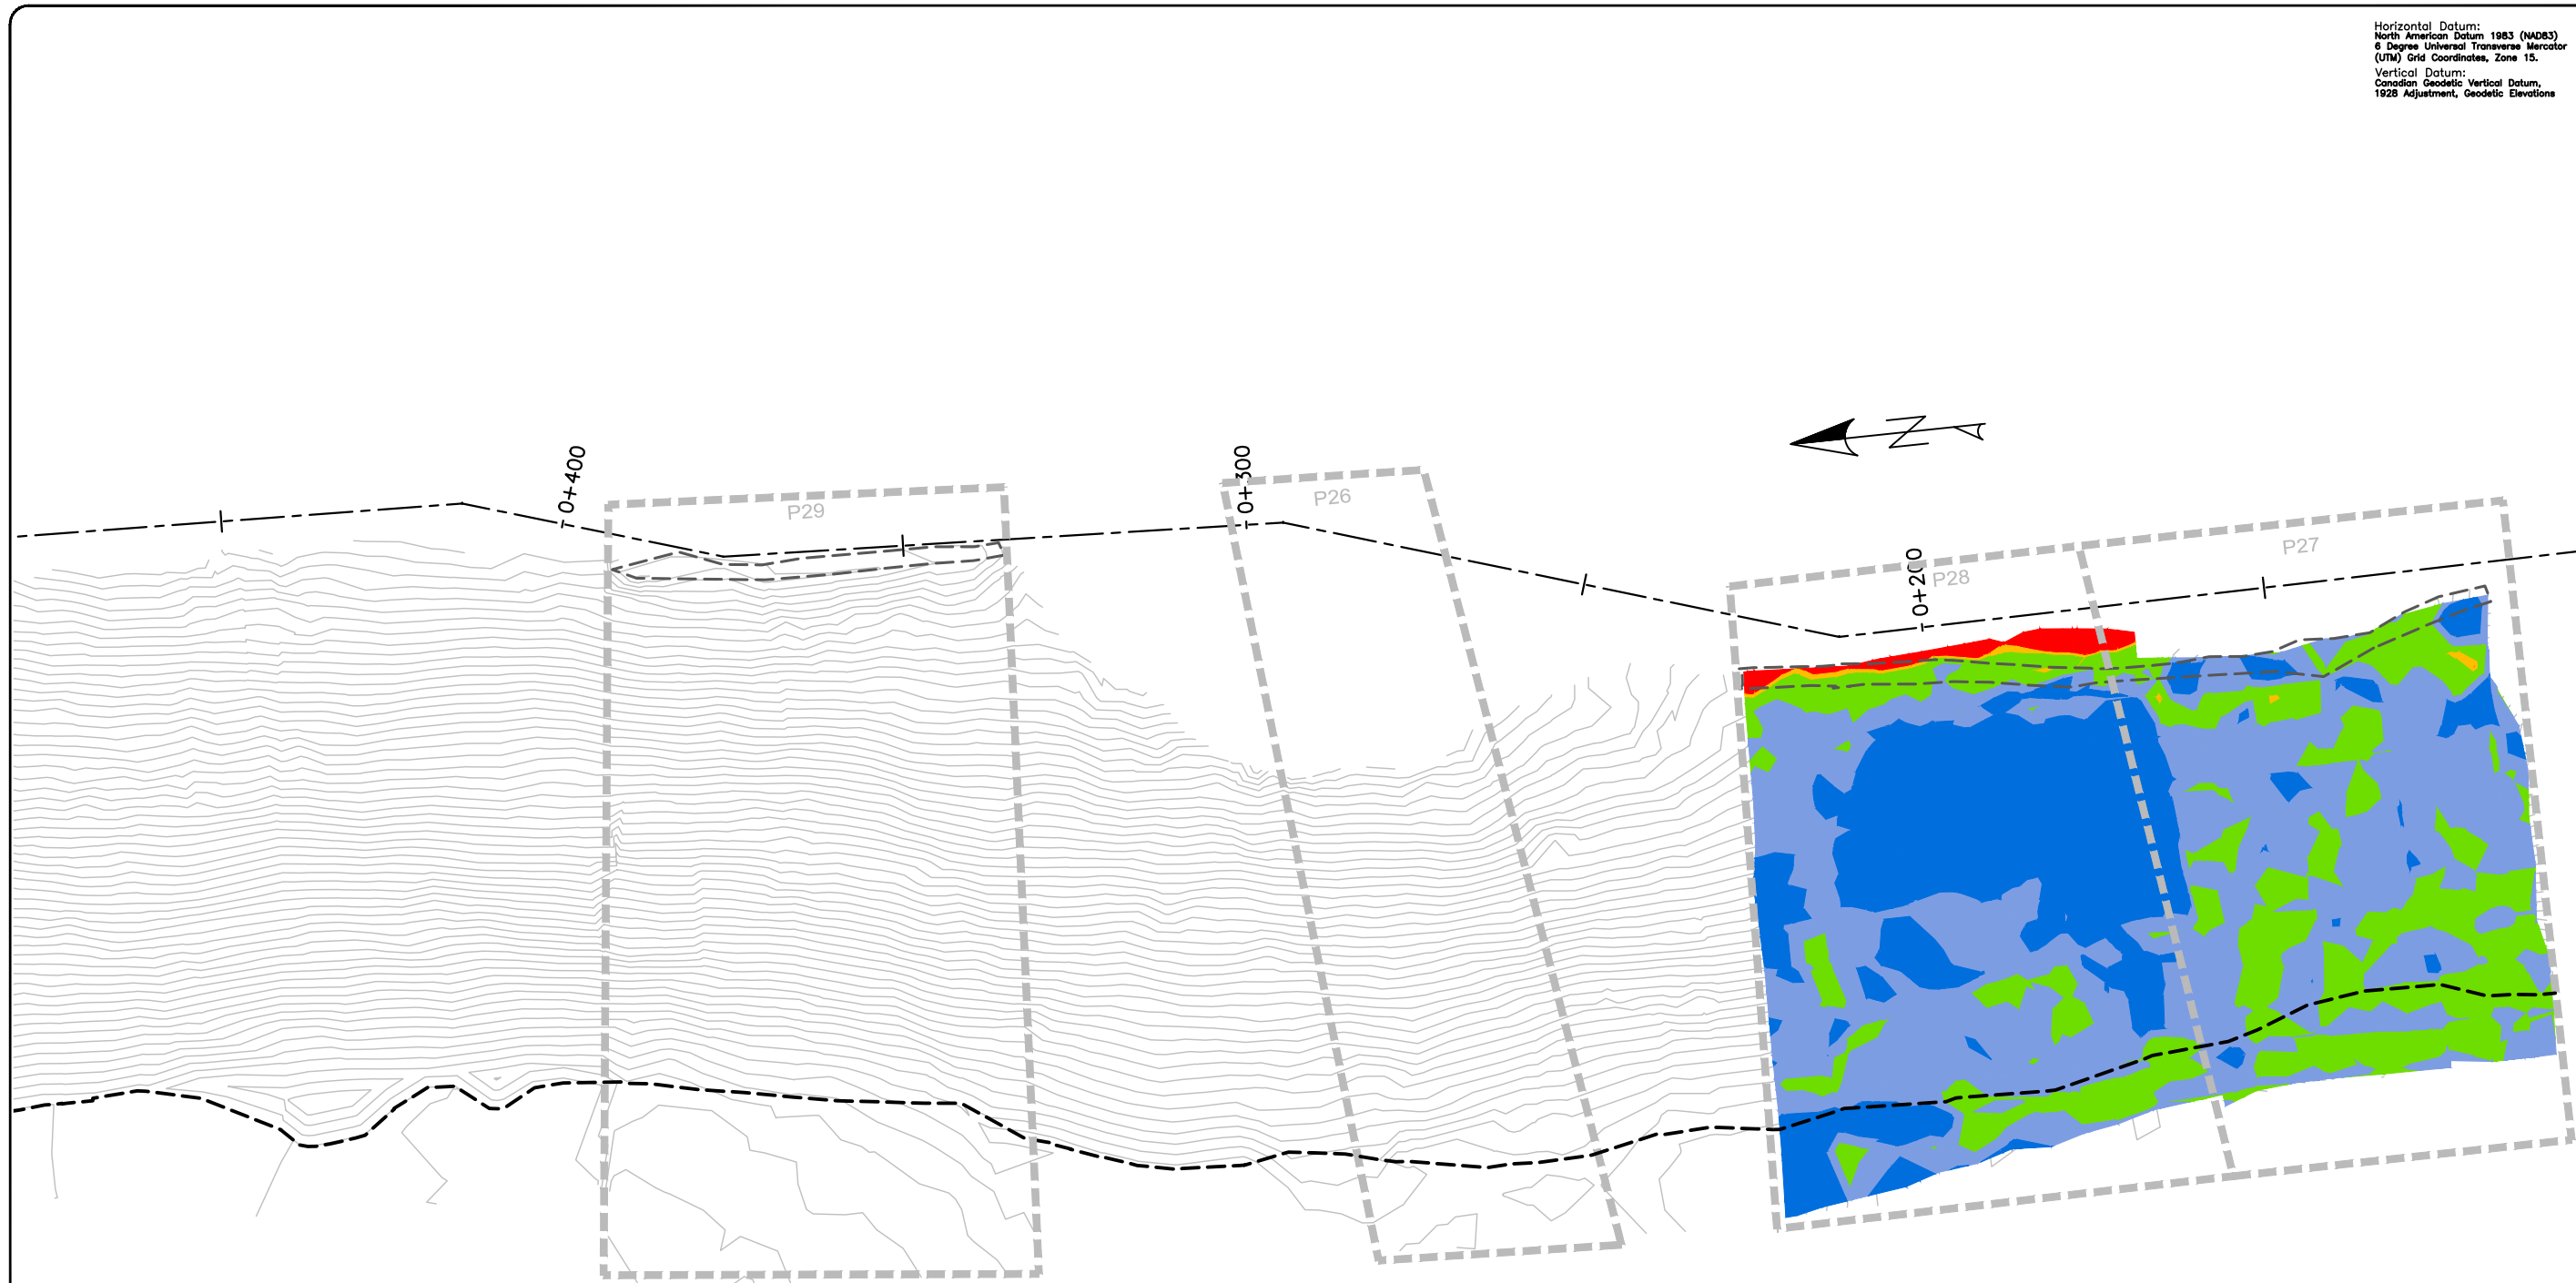 Horizontal Datum:
North American Datum 1983 (NAD83)
6 Degree Universal Transverse Mercator
(UTM) Grid Coordinates, Zone 15.
Vertical Datum:
Canadian Geodetic Vertical Datum,
1928 Adjustment, Geodetic Elevations
N
0+400
P29
0+300
P26
0+200
P28
P27